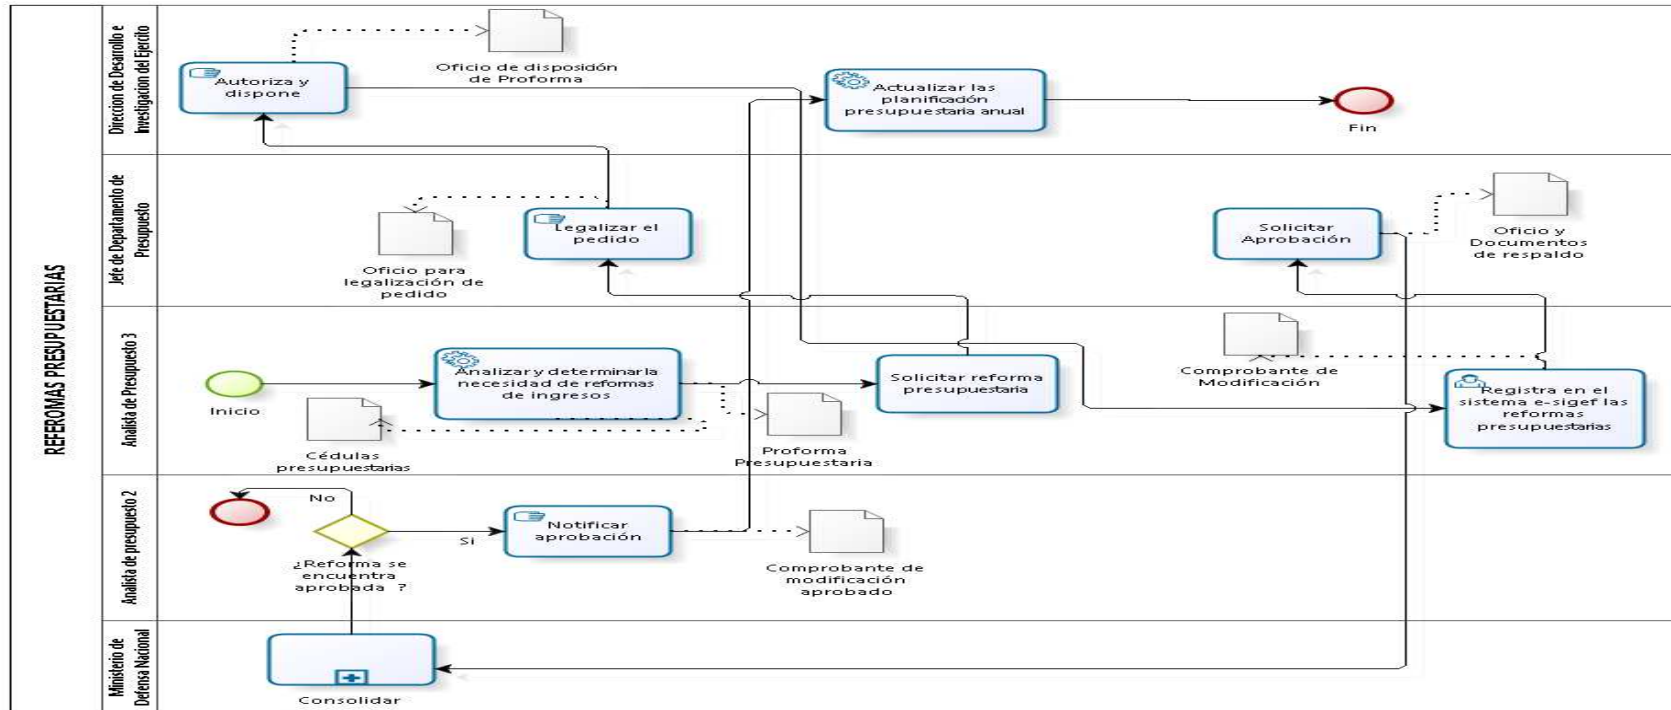 REFEROMAS PRESUPUESTARIAS
Direccion de Desarrollo e
Investigacion del Ejercito
Autoriza y
dispone
Oficio de disposición
de Proforma
Actualizar las
planificación
presupuestaria anual
Fin
Jefe de Departamento de
Presupuesto
Oficio para
legalización de
pedido
Legalizar el
pedido
Solicitar
Aprobación
Oficio y
Documentos
de respaldo
Analista de Presupuesto 3
Inicio
Analizar y determinar la
necesidad de reformas
de ingresos
Cédulas
presupuestarias
Proforma
Presupuestaria
Solicitar reforma
presupuestaria
Comprobante de
Modificación
Registra en el
sistema e-sigef las
reformas
presupuestarias
Analista de presupuesto 2
No
Si
¿Reforma se
encuentra
aprobada ?
Notificar
aprobación
Comprobante de
modificación
aprobado
Ministerio de
Defensa Nacional
Consolidar